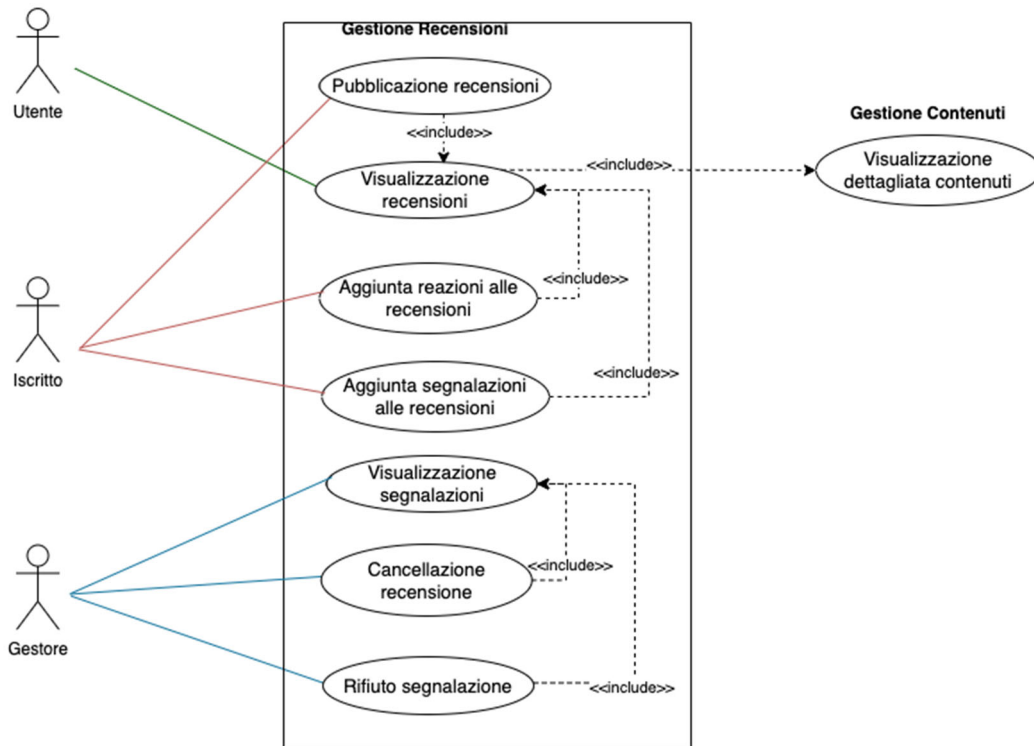 Gestione Recensioni
Utente
Pubblicazione recensioni
<<include>>
Gestione Contenuti
Visualizzazione
recensioni
<<include>>
Visualizzazione
dettagliata contenuti
Iscritto
Aggiunta reazioni alle
recensioni
<<include>>
Aggiunta segnalazioni
alle recensioni
<<include>>
Visualizzazione
segnalazioni
Gestore
Cancellazione
recensione
<<include>>
Rifiuto segnalazione
<<include>>